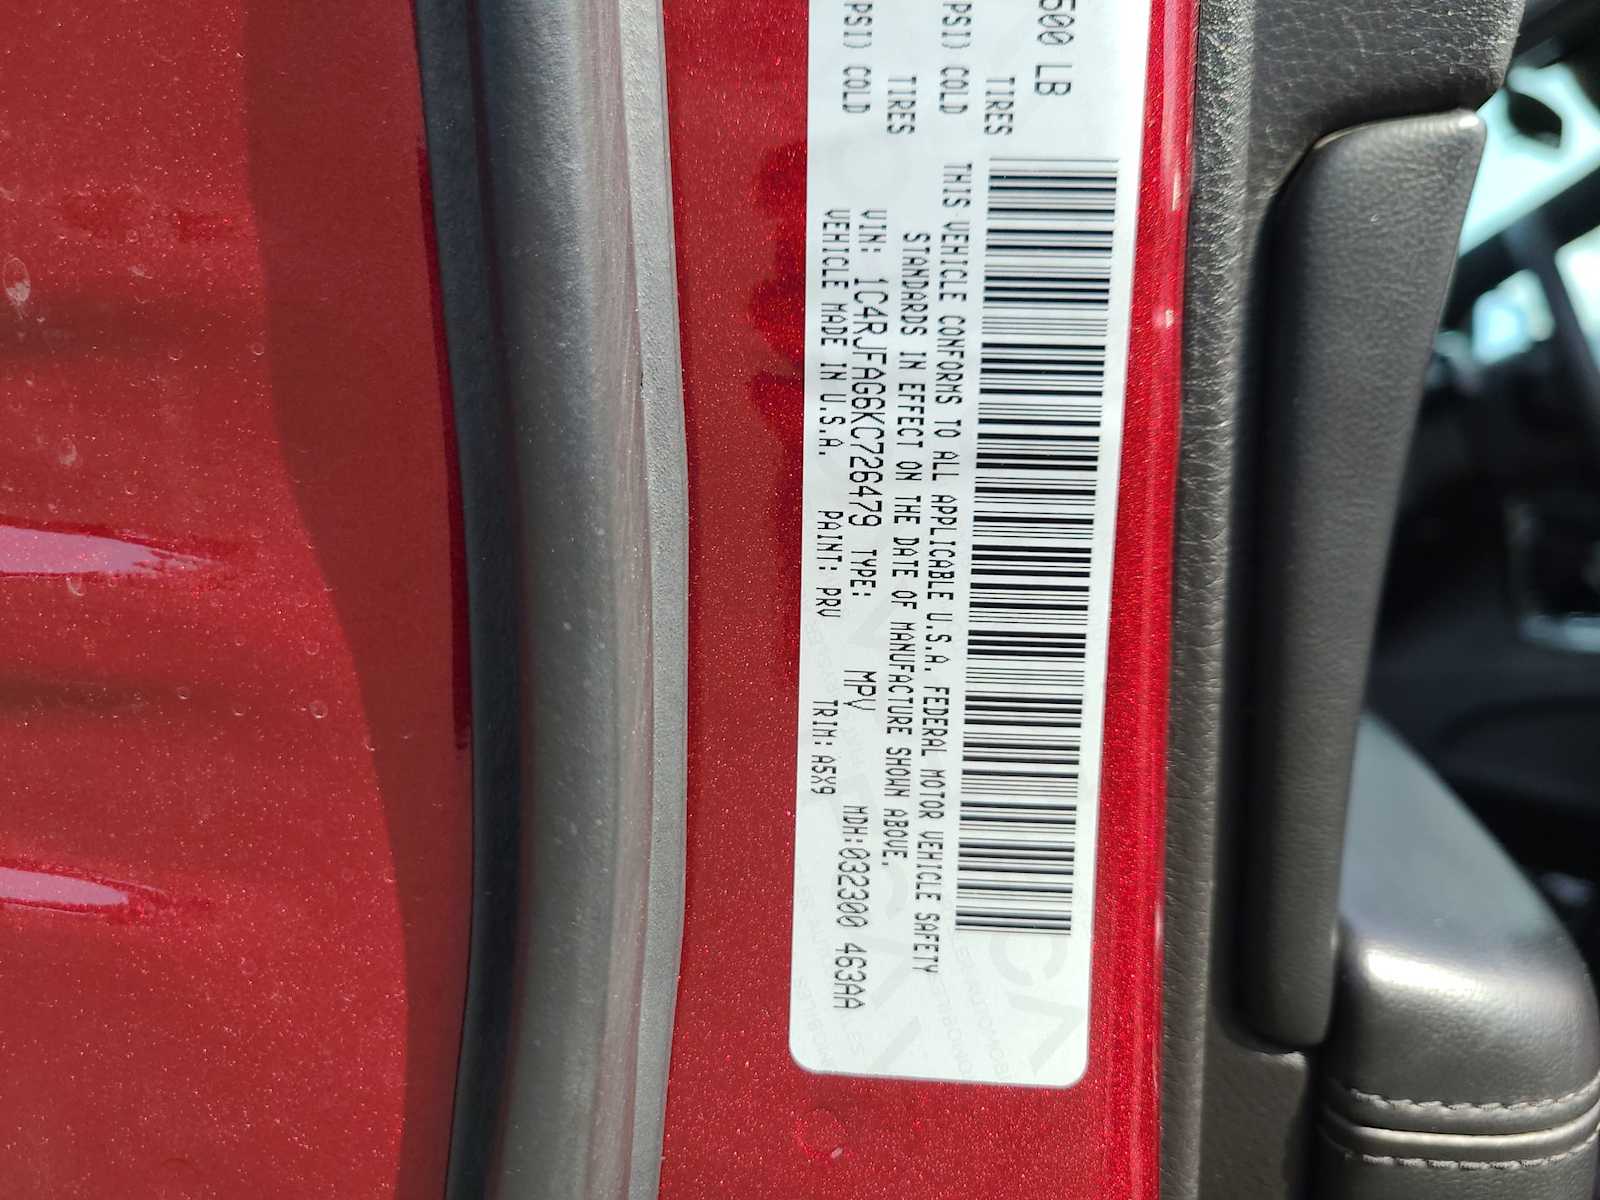 500 LB
TIRES
PSI) COLD
TIRES
PSI) COLD
THIS VEHICLE CONFORMS TO ALL APPLICABLE U.S.A. FEDERAL MOTOR VEHICLE SAFETY
STANDARDS IN EFFECT ON THE DATE OF MANUFACTURE SHOWN ABOVE.
VIN: 1C4RJFAG6KC726479 TYPE: MPV MDH:032300 463AA
VEHICLE MADE IN U.S.A. PAINT: PRV TRIM: A5X9